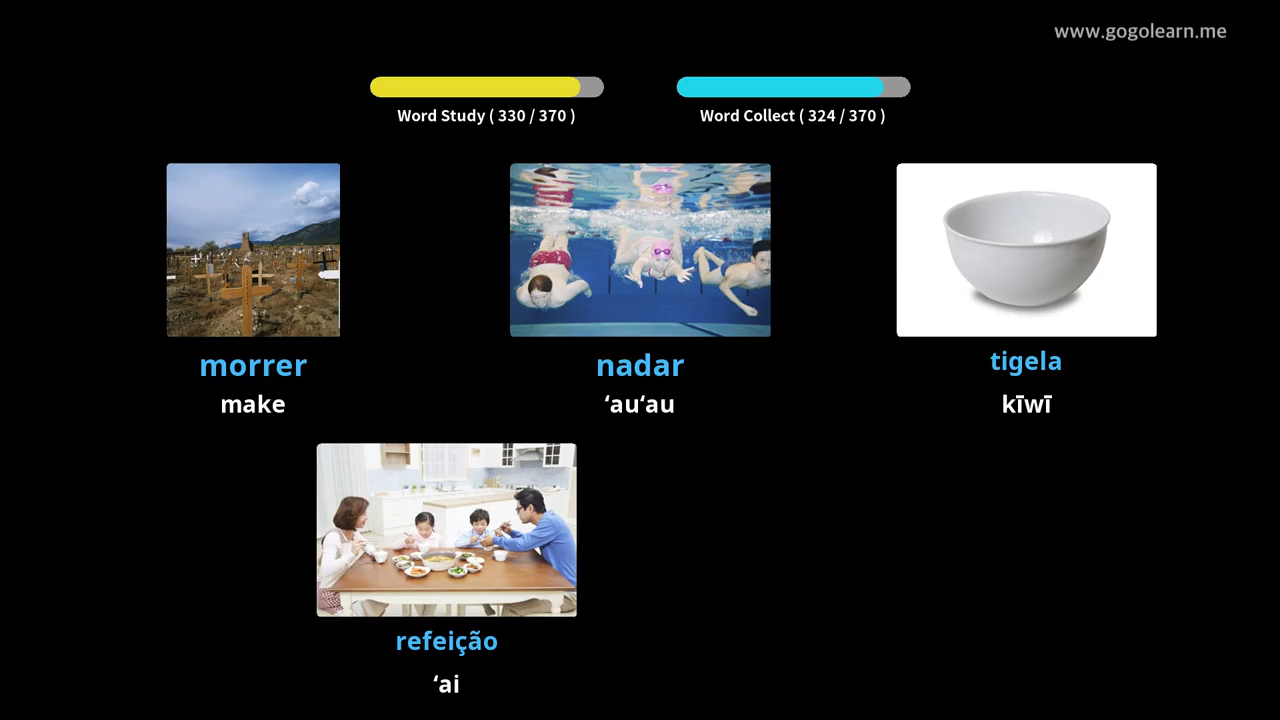 www.gogolearn.me
Word Study ( 330 / 370 )
Word Collect ( 324 / 370 )
morrer
make
nadar
ʻauʻau
tigela
kīwī
refeição
ʻai